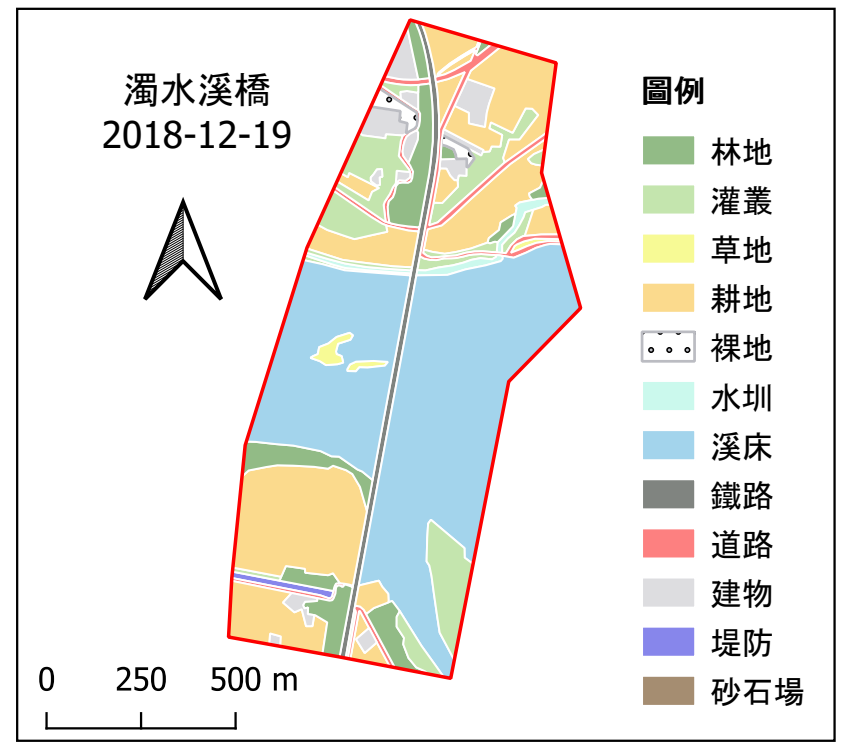 濁水溪橋
2018-12-19
圖例
林地
灌叢
草地
耕地
裸地
水圳
溪床
鐵路
道路
建物
堤防
砂石場
0 250 500 m